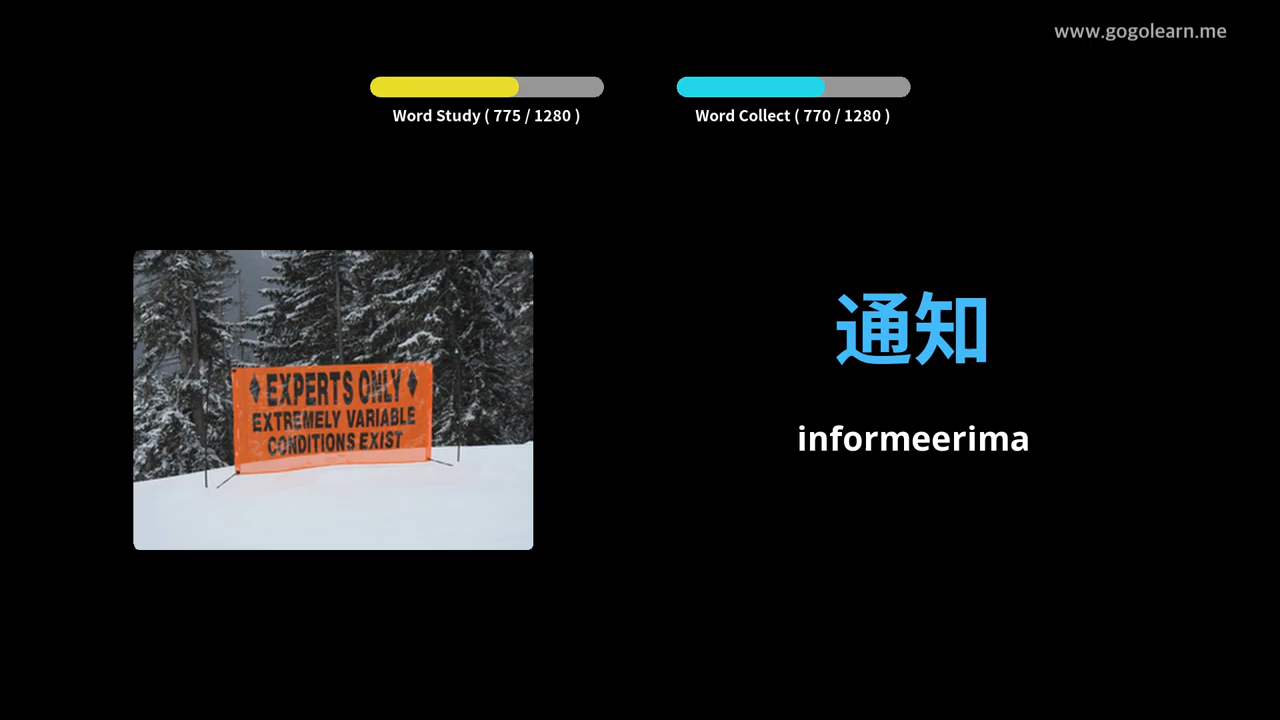 www.gogolearn.me
Word Study ( 775 / 1280 )
Word Collect ( 770 / 1280 )
EXPERTS ONLY
EXTREMELY VARIABLE
CONDITIONS EXIST
通知
informeerima